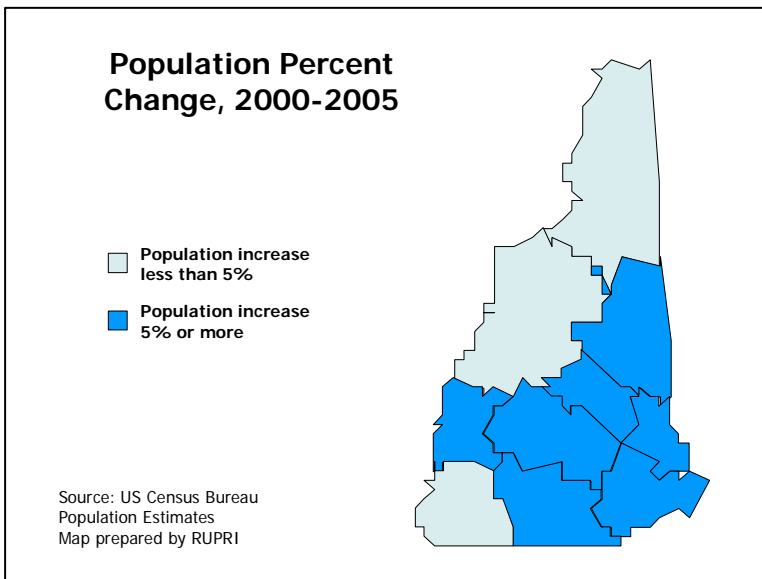 Population Percent
Change, 2000-2005
Population increase
less than 5%
Population increase
5% or more
Source: US Census Bureau
Population Estimates
Map prepared by RUPRI